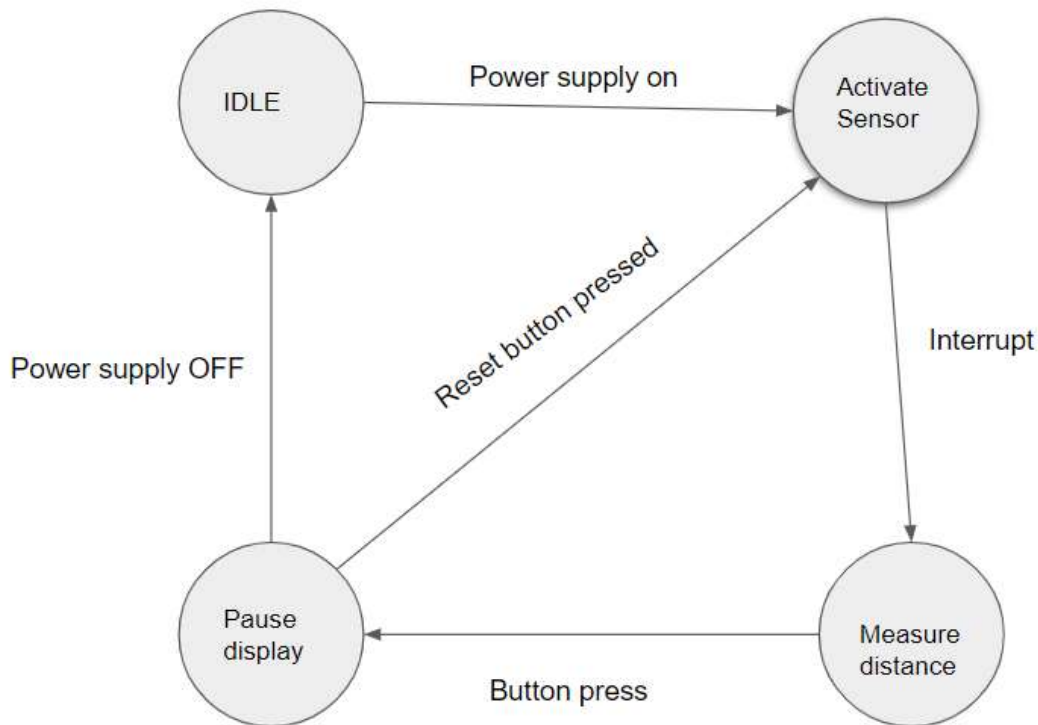 Power supply on
IDLE
Activate
Sensor
Reset button pressed
Interrupt
Power supply OFF
Pause
display
Measure
distance
Button press